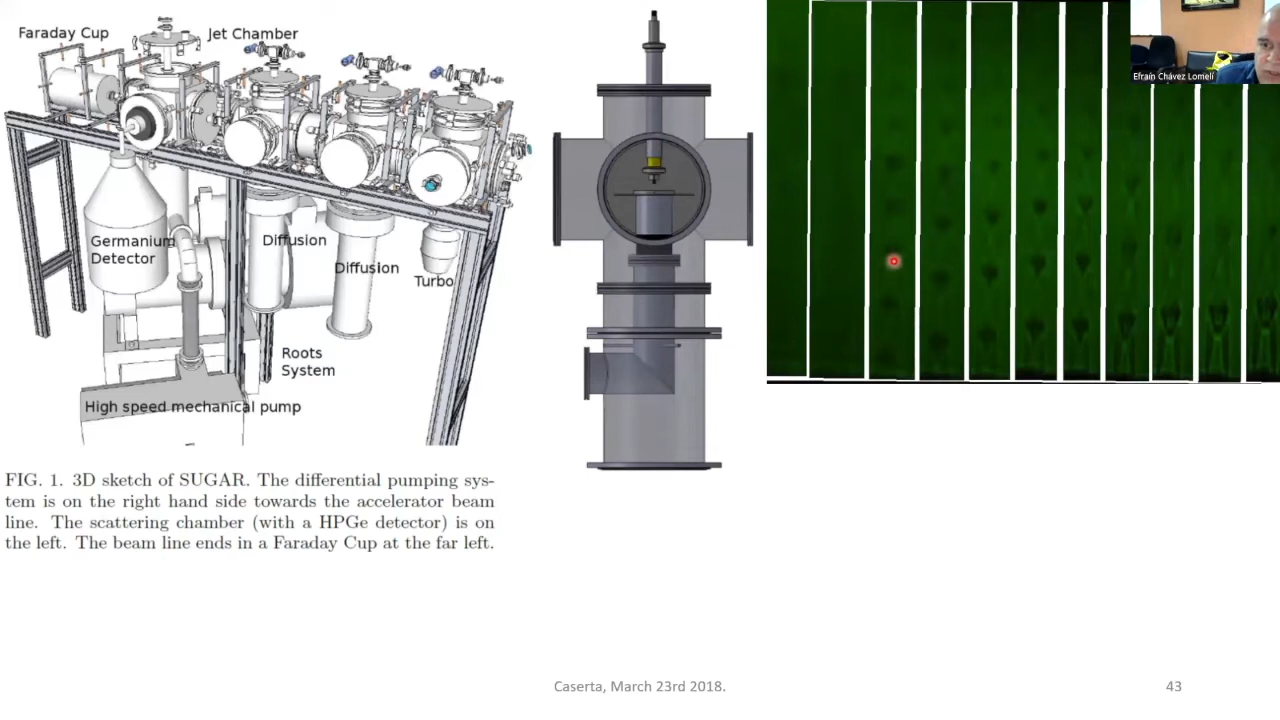 Faraday Cup
Jet Chamber
Germanium
Detector
Diffusion
Diffusion
Turbo
Roots
System
High speed mechanical pump
FIG. 1. 3D sketch of SUGAR. The differential pumping sys-
tem is on the right hand side towards the accelerator beam
line. The scattering chamber (with a HPGe detector) is on
the left. The beam line ends in a Faraday Cup at the far left.
Efraín Chávez Lomelí
Caserta, March 23rd 2018.
43